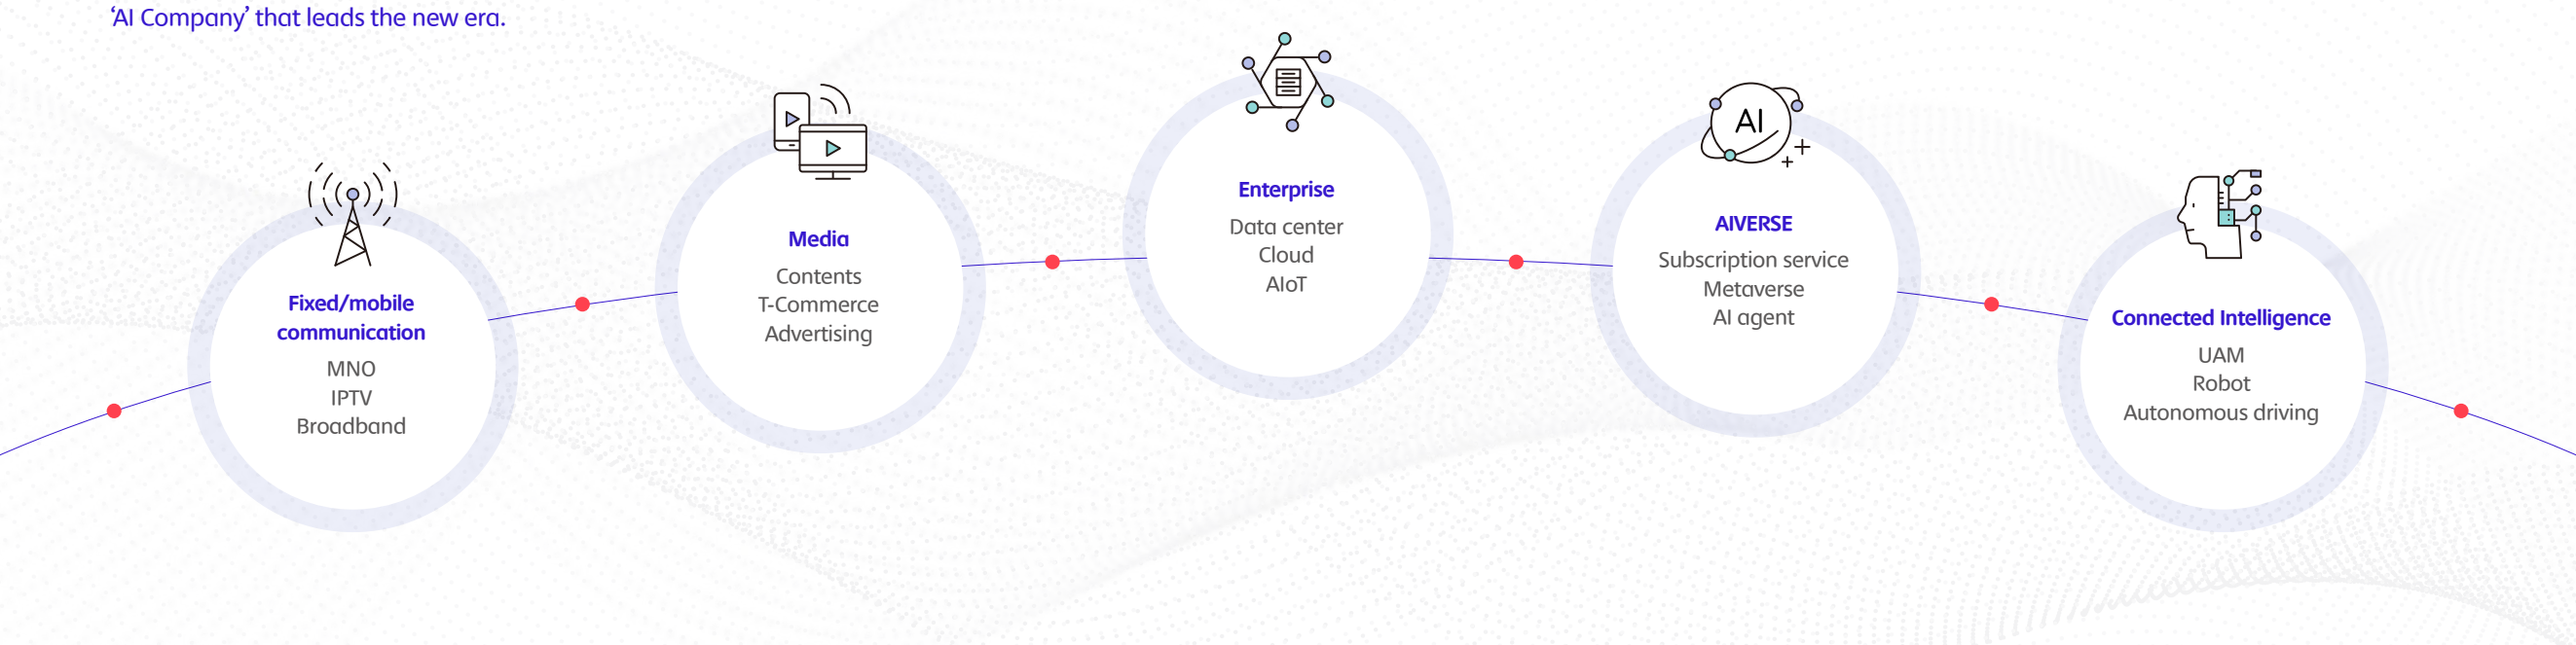 ‘AI Company’ that leads the new era.
Fixed/mobile
communication
MNO
IPTV
Broadband
Media
Contents
T-Commerce
Advertising
Enterprise
Data center
Cloud
AIoT
AI
AIVERSE
Subscription service
Metaverse
AI agent
Connected Intelligence
UAM
Robot
Autonomous driving